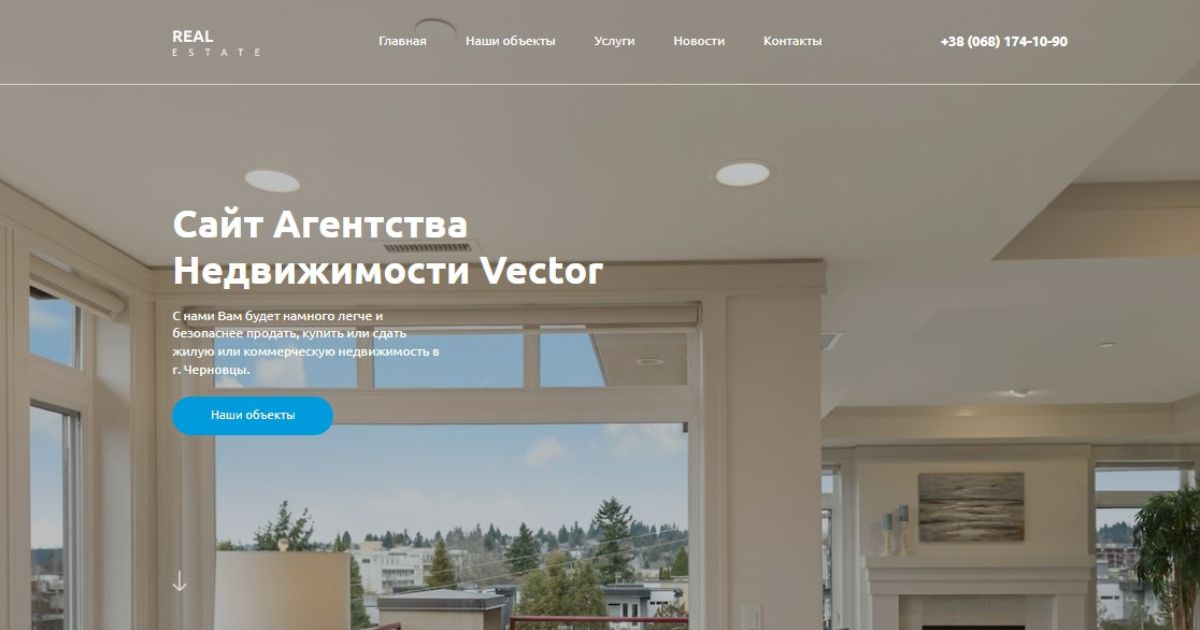 REAL
ESTATE
Главная
Наши объекты
Услуги
Новости
Контакты
+38 (068) 174-10-90
Сайт Агентства
Недвижимости Vector
С нами Вам будет намного легче и
безопаснее продать, купить или сдать
жилую или коммерческую недвижимость в
г. Черновцы.
Наши объекты